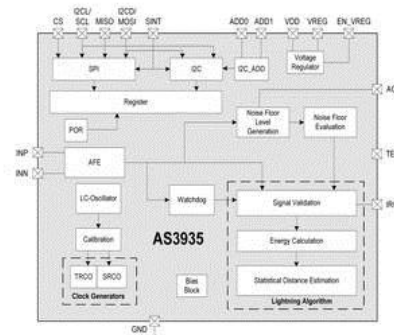 I2CL/ I2CD/
CS SCL MISO MOSI SINT ADD0 ADD1 VDD VREG EN_VREG
SPI I2C I2C_ADD Voltage
Regulator
Register
POR
Noise Floor
Level
Generation
Noise Floor
Evaluation
INP
INN
AFE
LC-Oscillator
Watchdog
Signal Validation
Calibration
AS3935
Energy Calculation
TRCO SRCO
Clock Generators
Bias
Block
Statistical Distance Estimation
Lightning Algorithm
GND